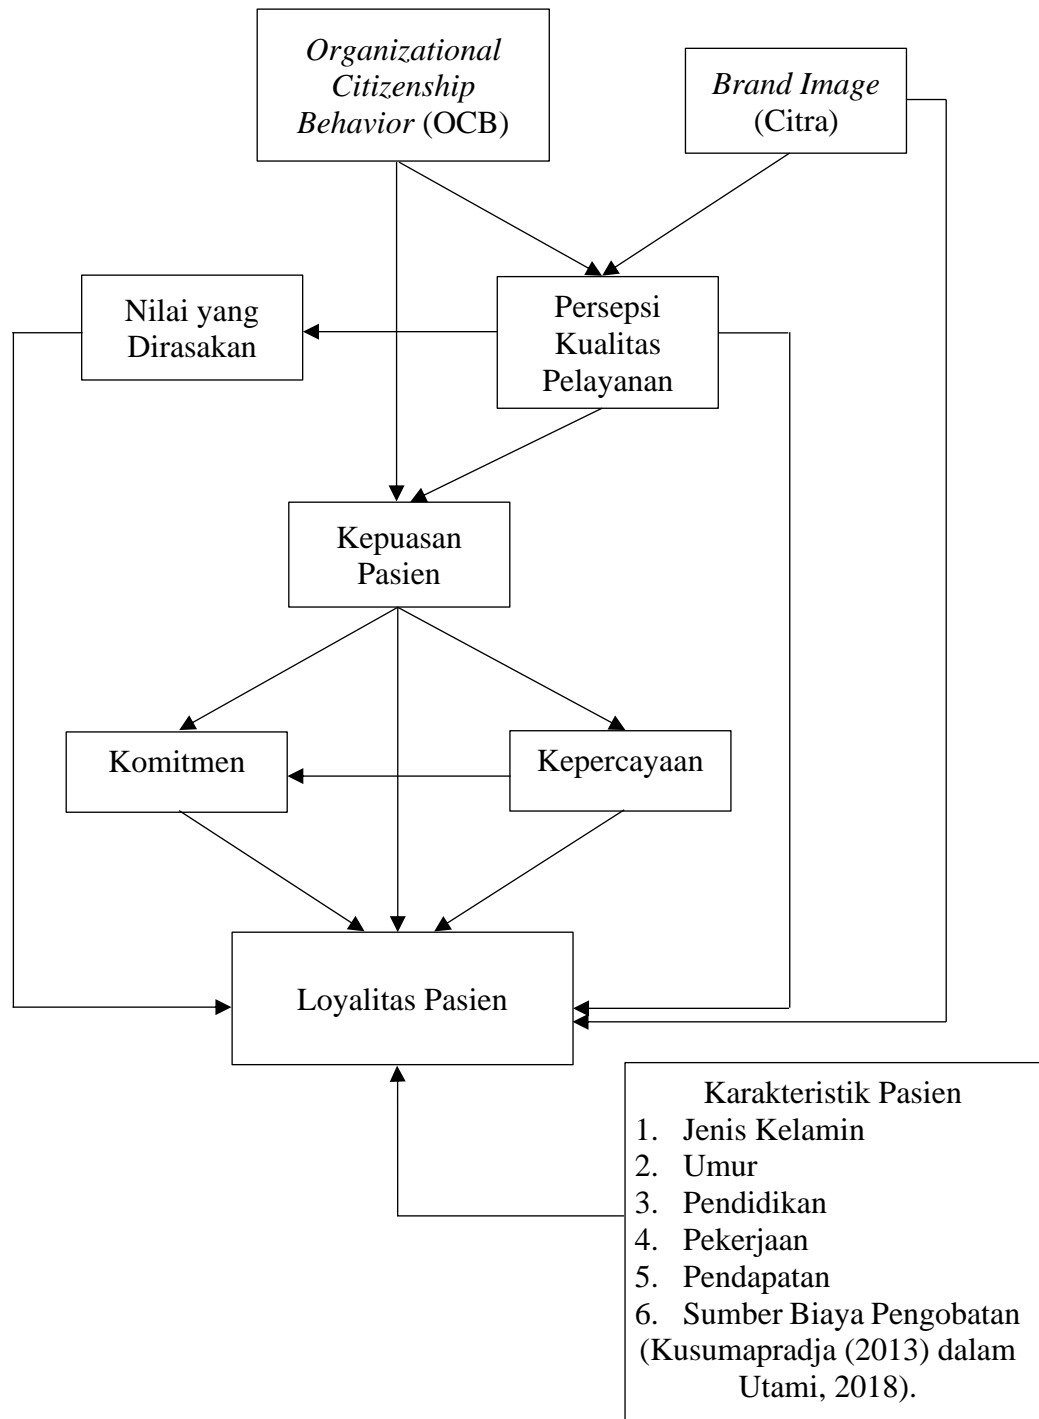 Organizational
Citizenship
Behavior (OCB)
Brand Image
(Citra)
Nilai yang
Dirasakan
Persepsi
Kualitas
Pelayanan
Kepuasan
Pasien
Komitmen
Kepercayaan
Loyalitas Pasien
Karakteristik Pasien
1. Jenis Kelamin
2. Umur
3. Pendidikan
4. Pekerjaan
5. Pendapatan
6. Sumber Biaya Pengobatan
(Kusumapradja (2013) dalam
Utami, 2018).